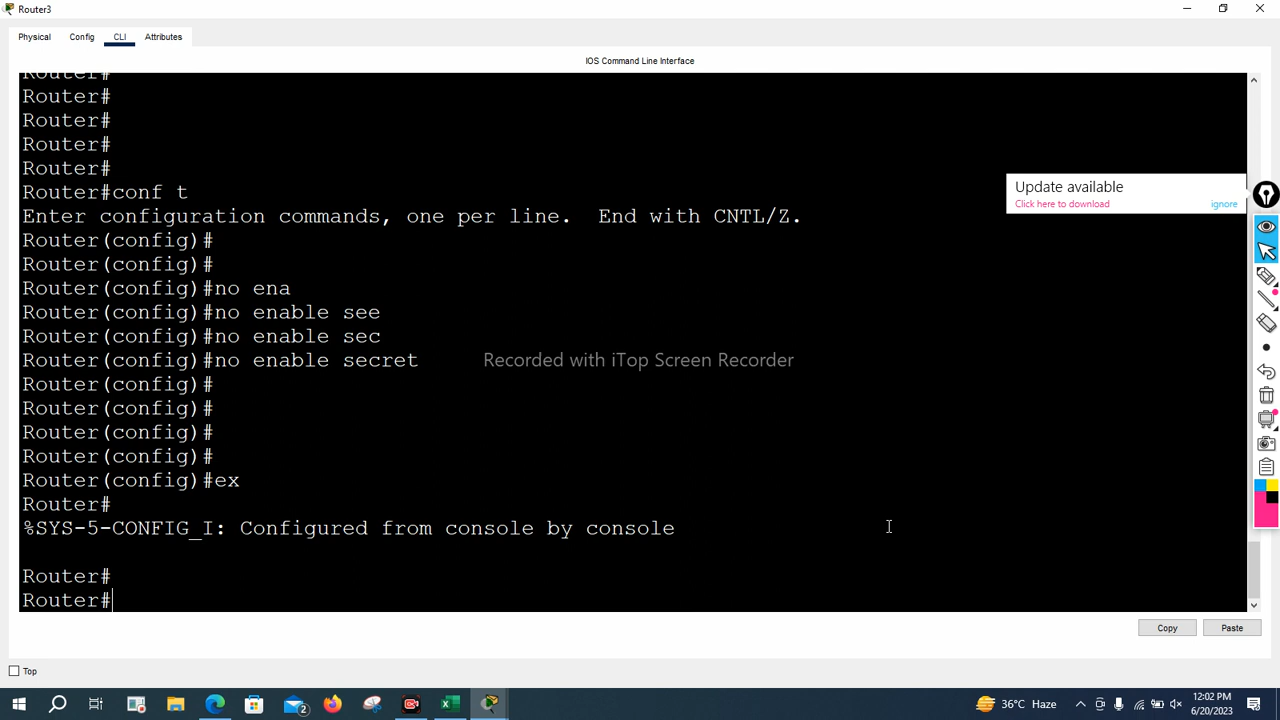 Router3
Physical Config CLI Attributes
IOS Command Line Interface
Router#
Router#
Router#
Router#
Router#
Router#conf t
Enter configuration commands, one per line. End with CNTL/Z.
Router(config)#
Router(config)#
Router(config)#no ena
Router(config)#no enable see
Router(config)#no enable sec
Router(config)#no enable secret
Router(config)#
Router(config)#
Router(config)#
Router(config)#
Router(config)#ex
Router#
%SYS-5-CONFIG_I: Configured from console by console
Router#
Router#
Update available
Click here to download ignore
Recorded with iTop Screen Recorder
Copy Paste
Top
2
36°C Haze
12:02 PM
6/20/2023